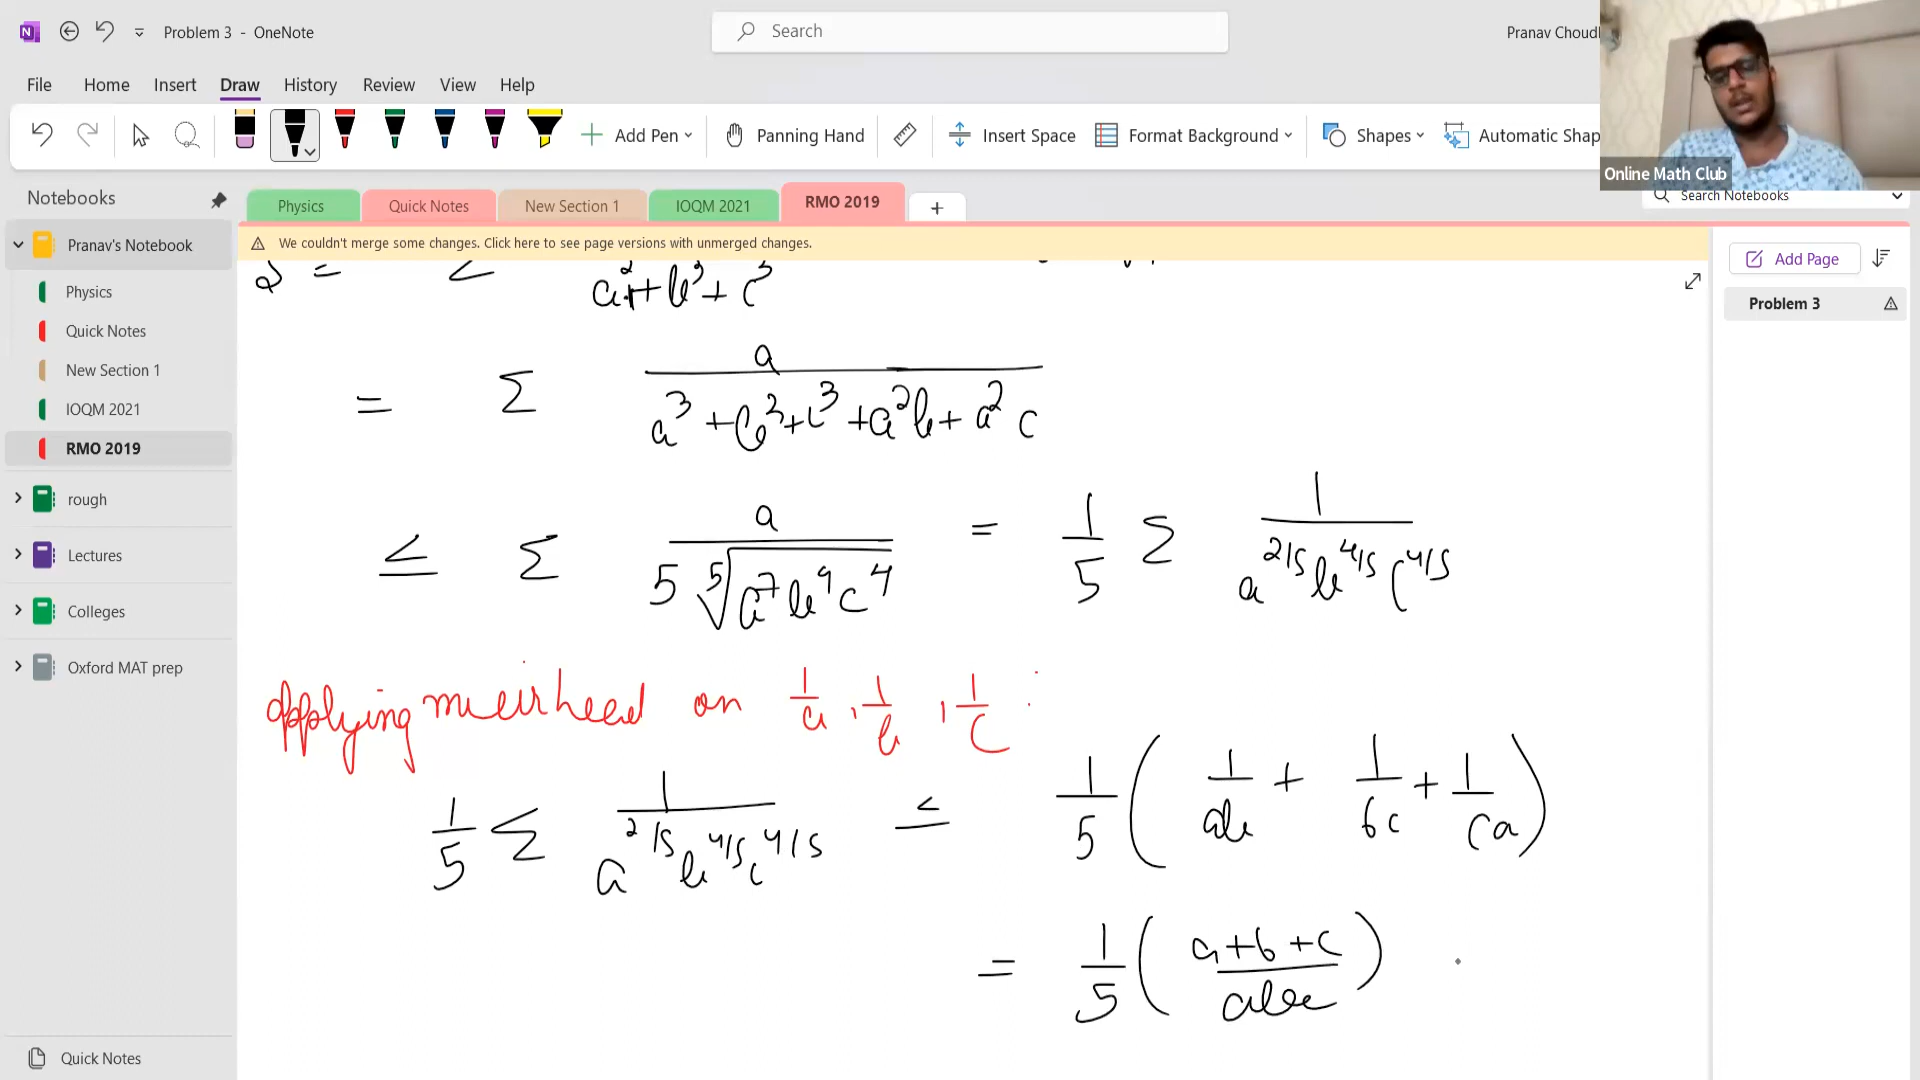 Problem 3 - OneNote
Search
Pranav Choudh
File Home Insert Draw History Review View Help
Add Pen Panning Hand Insert Space Format Background Shapes Automatic Shap
Online Math Club
Notebooks
Physics Quick Notes New Section 1 IOQM 2021 RMO 2019 +
Search Notebooks
We couldn't merge some changes. Click here to see page versions with unmerged changes.
Pranav's Notebook
Physics
Quick Notes
New Section 1
IOQM 2021
RMO 2019
rough
Lectures
Colleges
Oxford MAT prep
Quick Notes
Add Page
Problem 3
a²+b³+c³
= Σ a / (a³+b³+c³+a²b+a²c)
≤ Σ a / (5 ⁵√(a⁷b⁴c⁴)) = 1/5 Σ 1 / (a^2/5 b^4/5 c^4/5)
applying muirhead on 1/a, 1/b, 1/c :
1/5 Σ 1 / (a^2/5 b^4/5 c^4/5) ≤ 1/5 ( 1/ab + 1/bc + 1/ca )
= 1/5 ( (a+b+c) / abc )